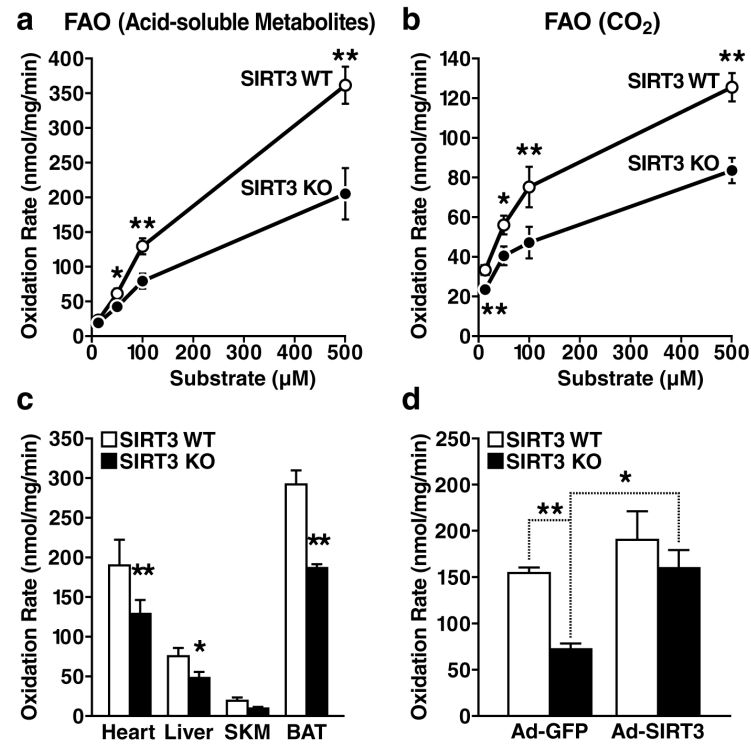 a FAO (Acid-soluble Metabolites)
Oxidation Rate (nmol/mg/min)
400
350
300
250
200
150
100
50
0
**
SIRT3 WT
SIRT3 KO
**
*
0 100 200 300 400 500
Substrate (µM)
b FAO (CO₂)
Oxidation Rate (nmol/mg/min)
140
120
100
80
60
40
20
0
**
SIRT3 WT
**
SIRT3 KO
*
**
0 100 200 300 400 500
Substrate (µM)
c
Oxidation Rate (nmol/mg/min)
350
300
250
200
150
100
50
0
SIRT3 WT
SIRT3 KO
**
**
*
Heart Liver SKM BAT
d
Oxidation Rate (nmol/mg/min)
250
200
200
150
100
50
0
SIRT3 WT
SIRT3 KO
*
**
Ad-GFP Ad-SIRT3